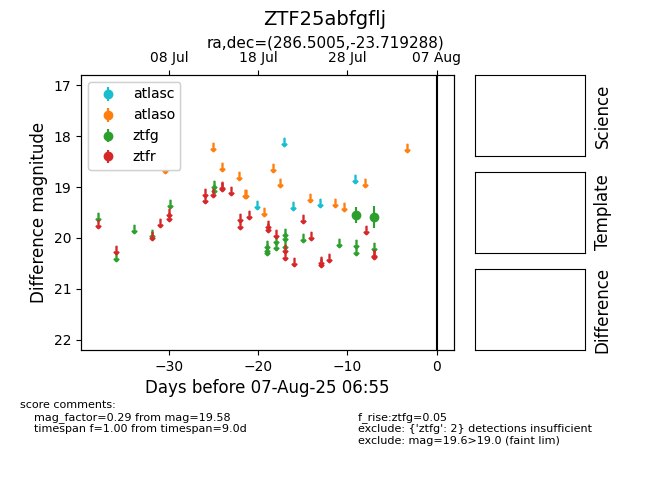 ZTF25abfgflj
ra,dec=(286.5005,-23.719288)
08 Jul 18 Jul 28 Jul 07 Aug
atlasc
atlaso
ztfg
ztfr
17
18
19
20
21
22
Difference magnitude
−30 −20 −10 0
Days before 07-Aug-25 06:55
Science
Template
Difference
score comments:
mag_factor=0.29 from mag=19.58
timespan f=1.00 from timespan=9.0d
f_rise:ztfg=0.05
exclude: {'ztfg': 2} detections insufficient
exclude: mag=19.6>19.0 (faint lim)